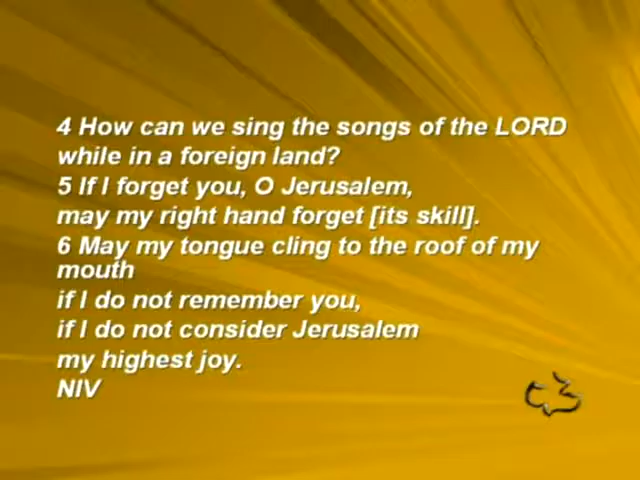 4 How can we sing the songs of the LORD
while in a foreign land?
5 If I forget you, O Jerusalem,
may my right hand forget [its skill].
6 May my tongue cling to the roof of my
mouth
if I do not remember you,
if I do not consider Jerusalem
my highest joy.
NIV